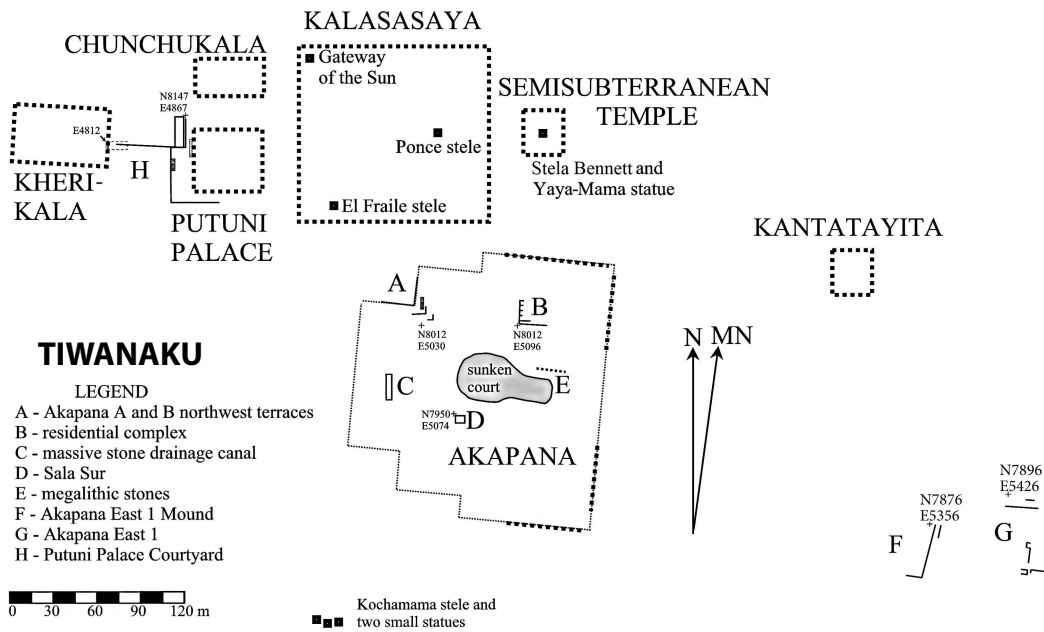 KALASASAYA
CHUNCHUKALA
Gateway
of the Sun
SEMISUBTERRANEAN
TEMPLE
N8147
E4867
E4812
Ponce stele
H
Stela Bennett and
Yaya-Mama statue
KHERI-
KALA
El Fraile stele
PUTUNI
PALACE
KANTATAYITA
A
B
N8012
E5030
N8012
E5096
N MN
TIWANAKU
sunken
court
E
C
LEGEND
A - Akapana A and B northwest terraces
B - residential complex
C - massive stone drainage canal
D - Sala Sur
E - megalithic stones
F - Akapana East 1 Mound
G - Akapana East 1
H - Putuni Palace Courtyard
N7950
E5074
D
AKAPANA
N7896
E5426
N7876
E5356
F
G
0 30 60 90 120 m
Kochamama stele and
two small statues